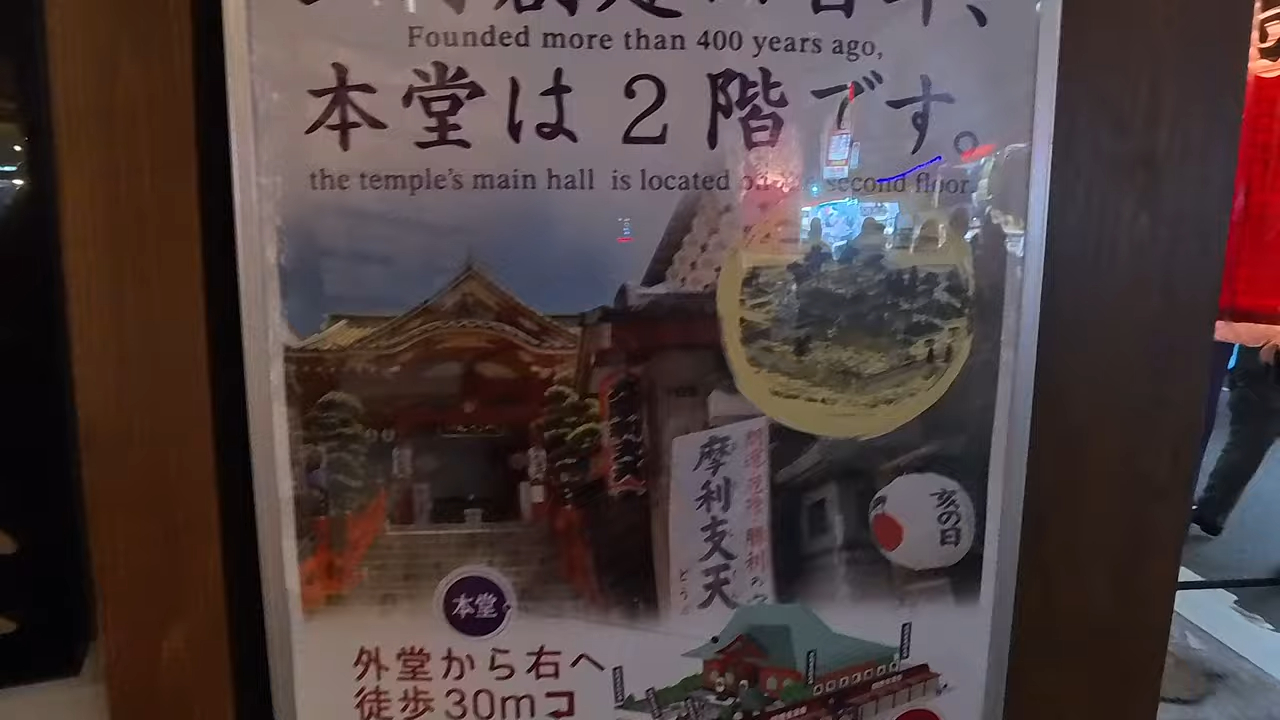 Founded more than 400 years ago,
本堂は2階です。
the temple's main hall is located on the second floor.
摩利支天
亥の日
本堂
外堂から右へ
徒歩30m